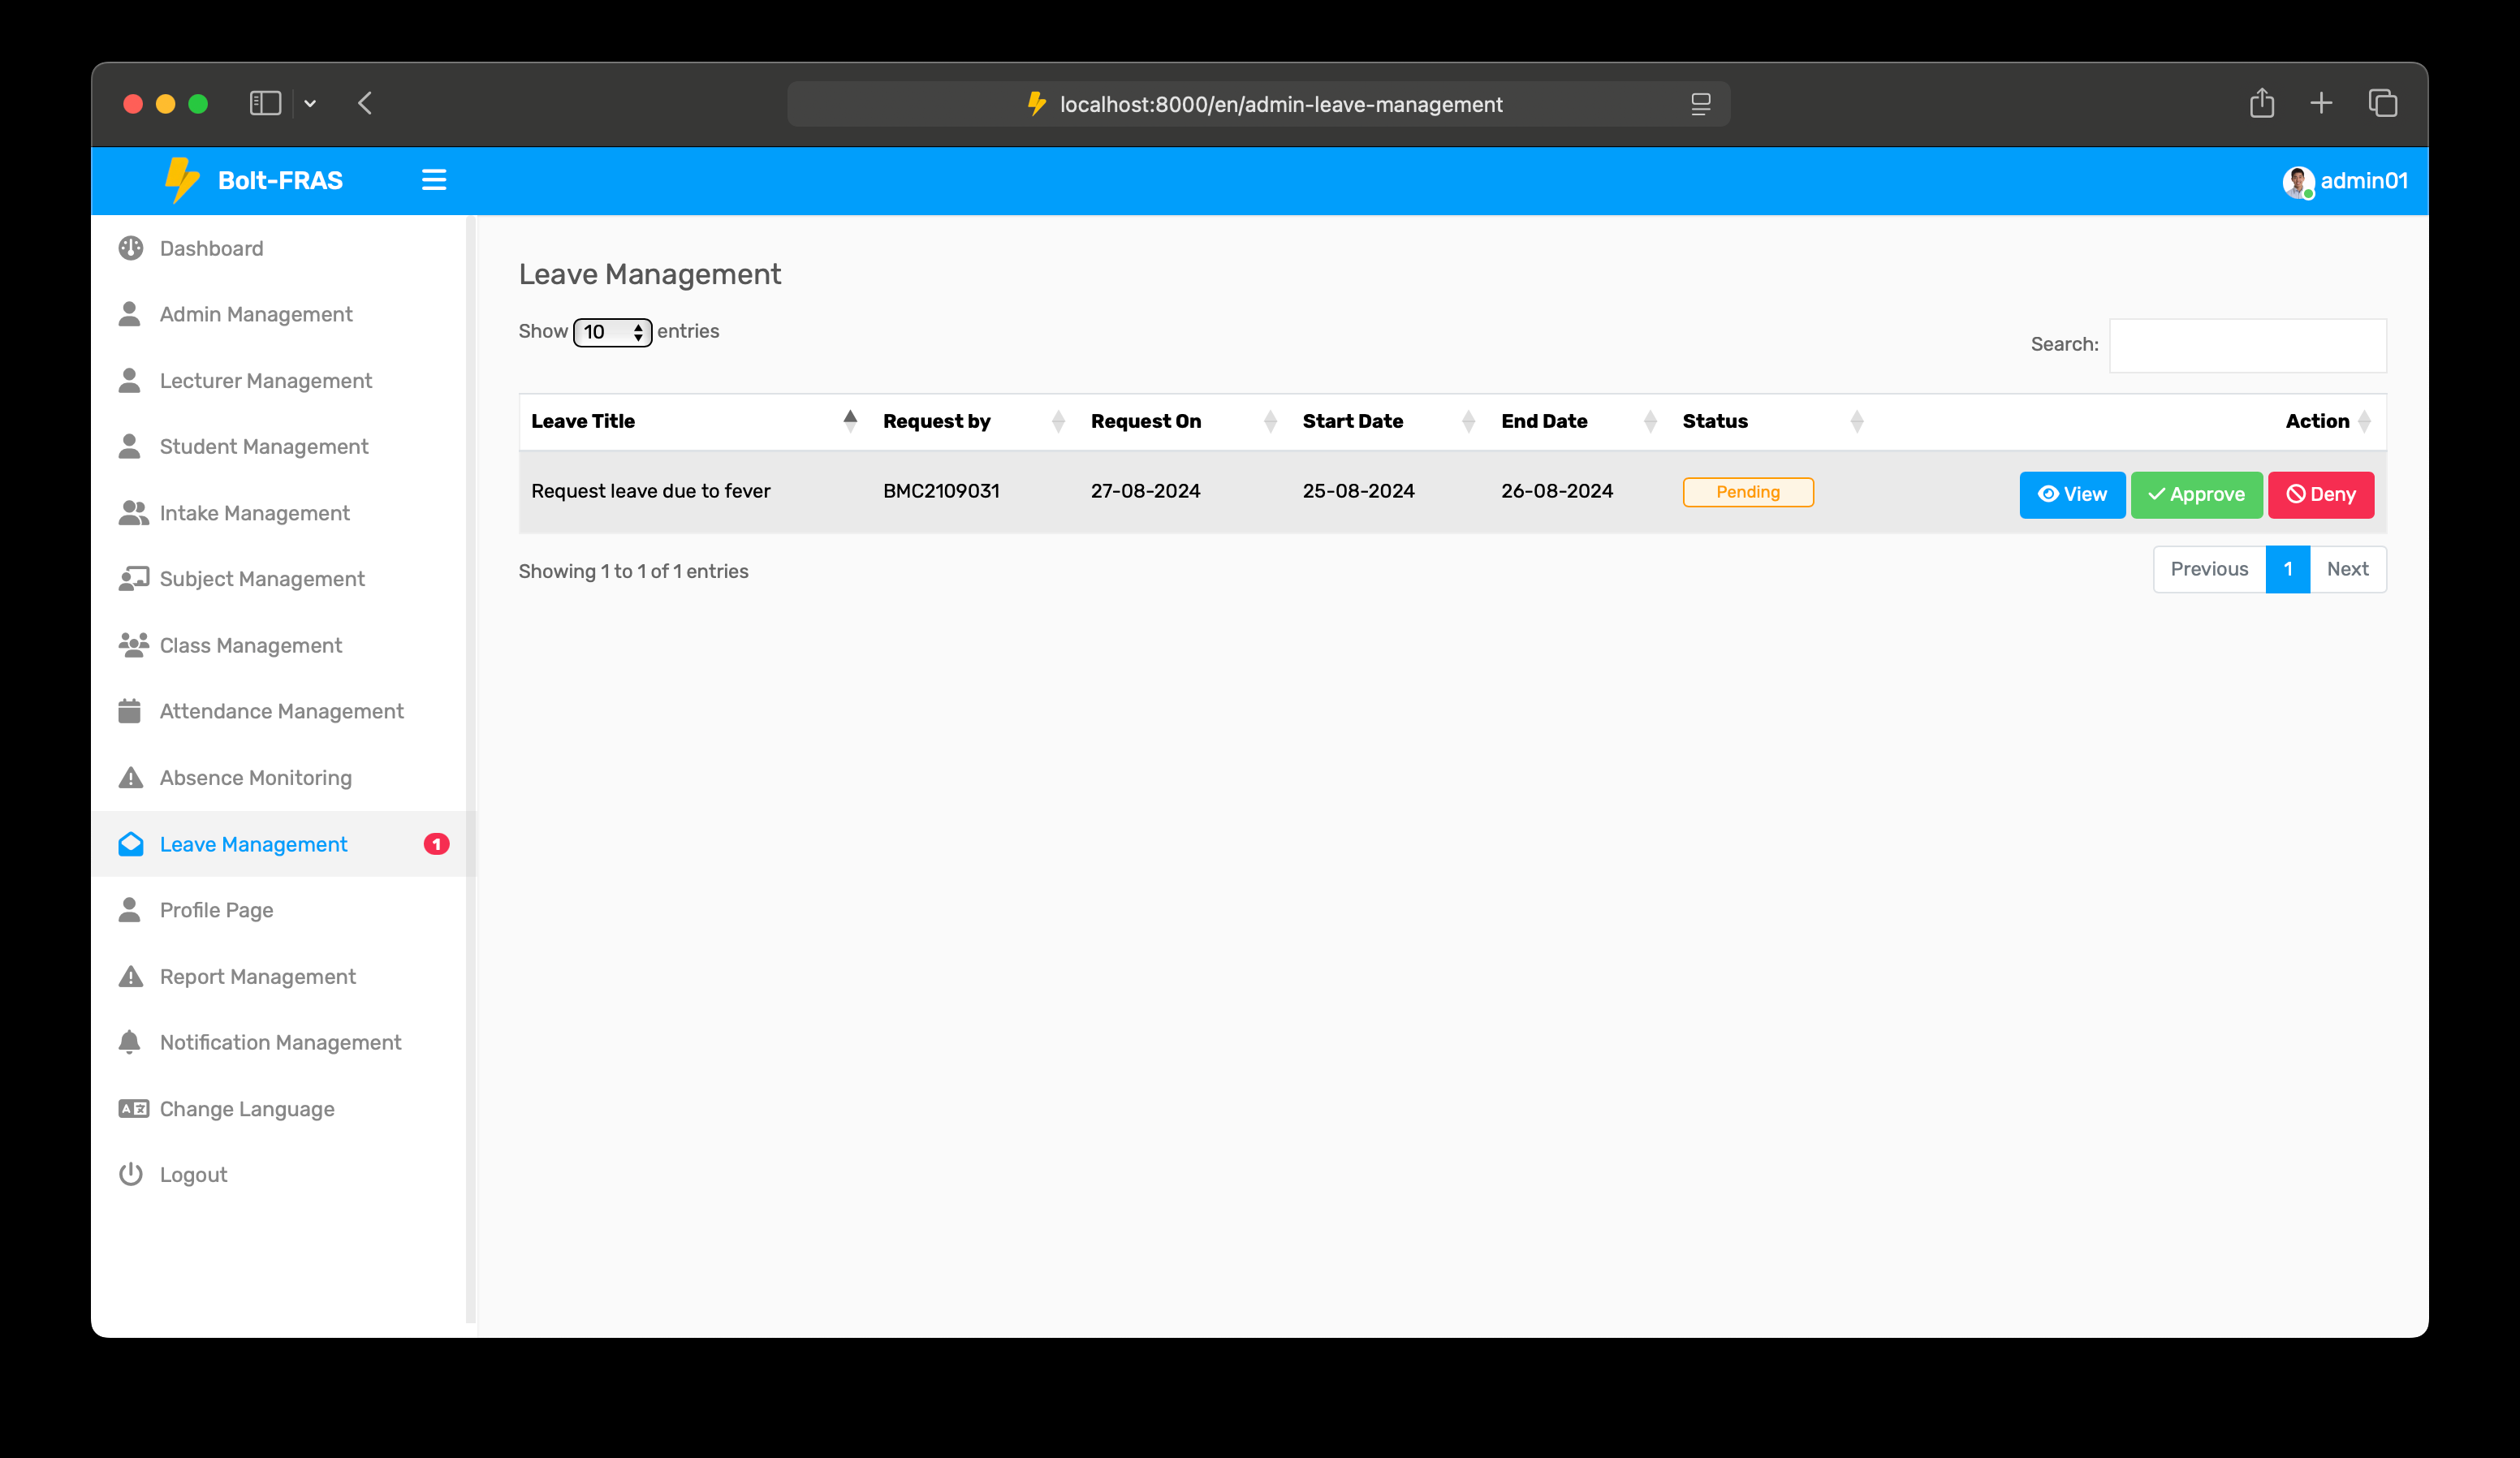 localhost:8000/en/admin-leave-management
Bolt-FRAS
admin01
Dashboard
Admin Management
Lecturer Management
Student Management
Intake Management
Subject Management
Class Management
Attendance Management
Absence Monitoring
Leave Management 1
Profile Page
Report Management
Notification Management
Change Language
Logout
Leave Management
Show 10 entries
Search:
Leave Title Request by Request On Start Date End Date Status Action
Request leave due to fever BMC2109031 27-08-2024 25-08-2024 26-08-2024 Pending View Approve Deny
Showing 1 to 1 of 1 entries
Previous 1 Next